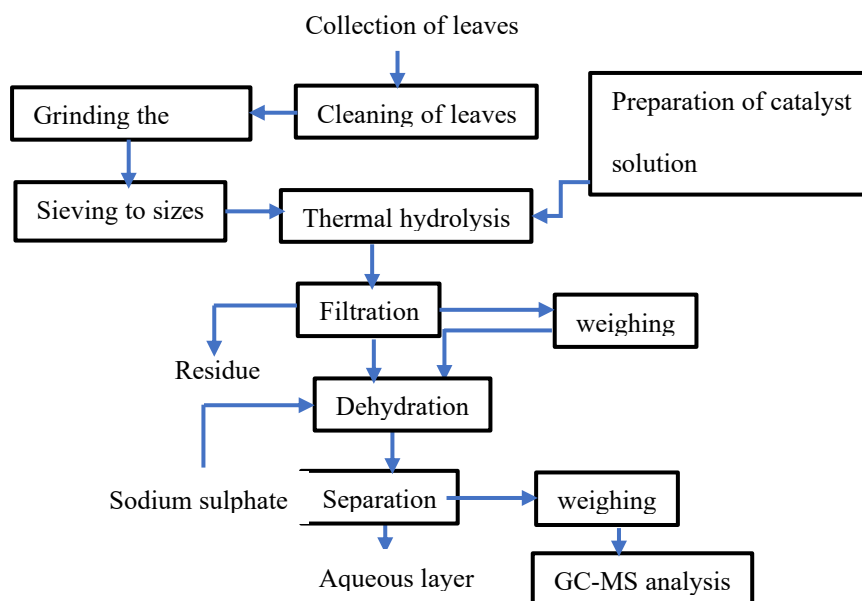 Collection of leaves
Cleaning of leaves
Grinding the
Preparation of catalyst
solution
Sieving to sizes
Thermal hydrolysis
Filtration
weighing
Residue
Dehydration
Sodium sulphate
Separation
weighing
Aqueous layer
GC-MS analysis